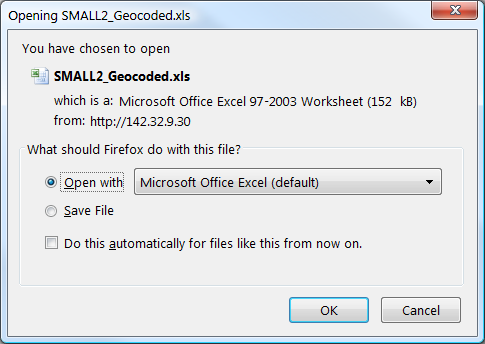 Opening SMALL2_Geocoded.xls
You have chosen to open
SMALL2_Geocoded.xls
which is a: Microsoft Office Excel 97-2003 Worksheet (152 kB)
from: http://142.32.9.30
What should Firefox do with this file?
Open with Microsoft Office Excel (default)
Save File
Do this automatically for files like this from now on.
OK Cancel